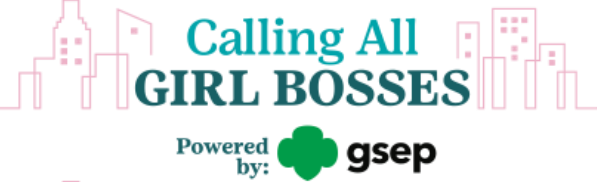 Calling All
GIRL BOSSES
Powered
by:
gsep